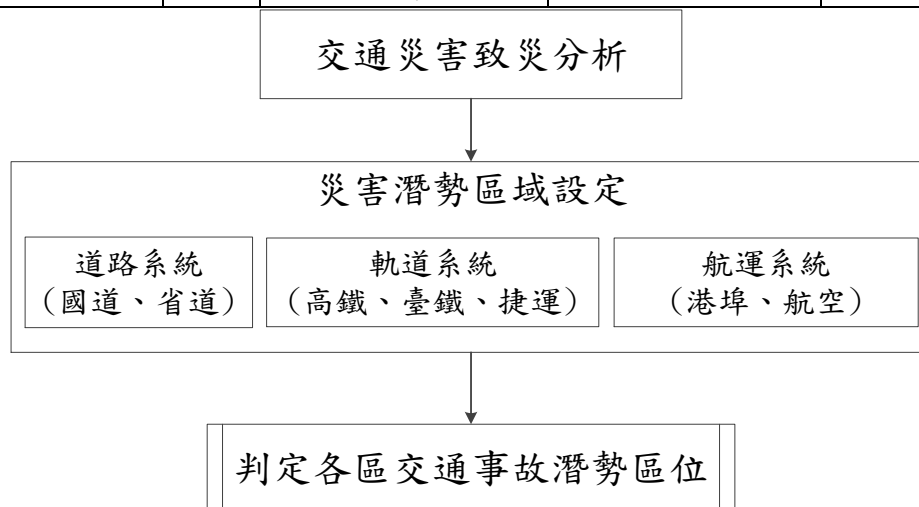 交通災害致災分析
災害潛勢區域設定
道路系統
（國道、省道）
軌道系統
（高鐵、臺鐵、捷運）
航運系統
（港埠、航空）
判定各區交通事故潛勢區位